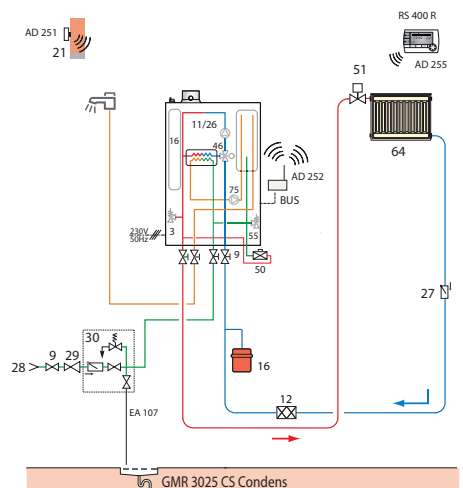 RS 400 R
AD 251
21
AD 255
51
11/26
16
46
64
AD 252
75
BUS
230V
50Hz
3
55
9
50
27
30
9
29
28
16
12
EA 107
GMR 3025 CS Condens